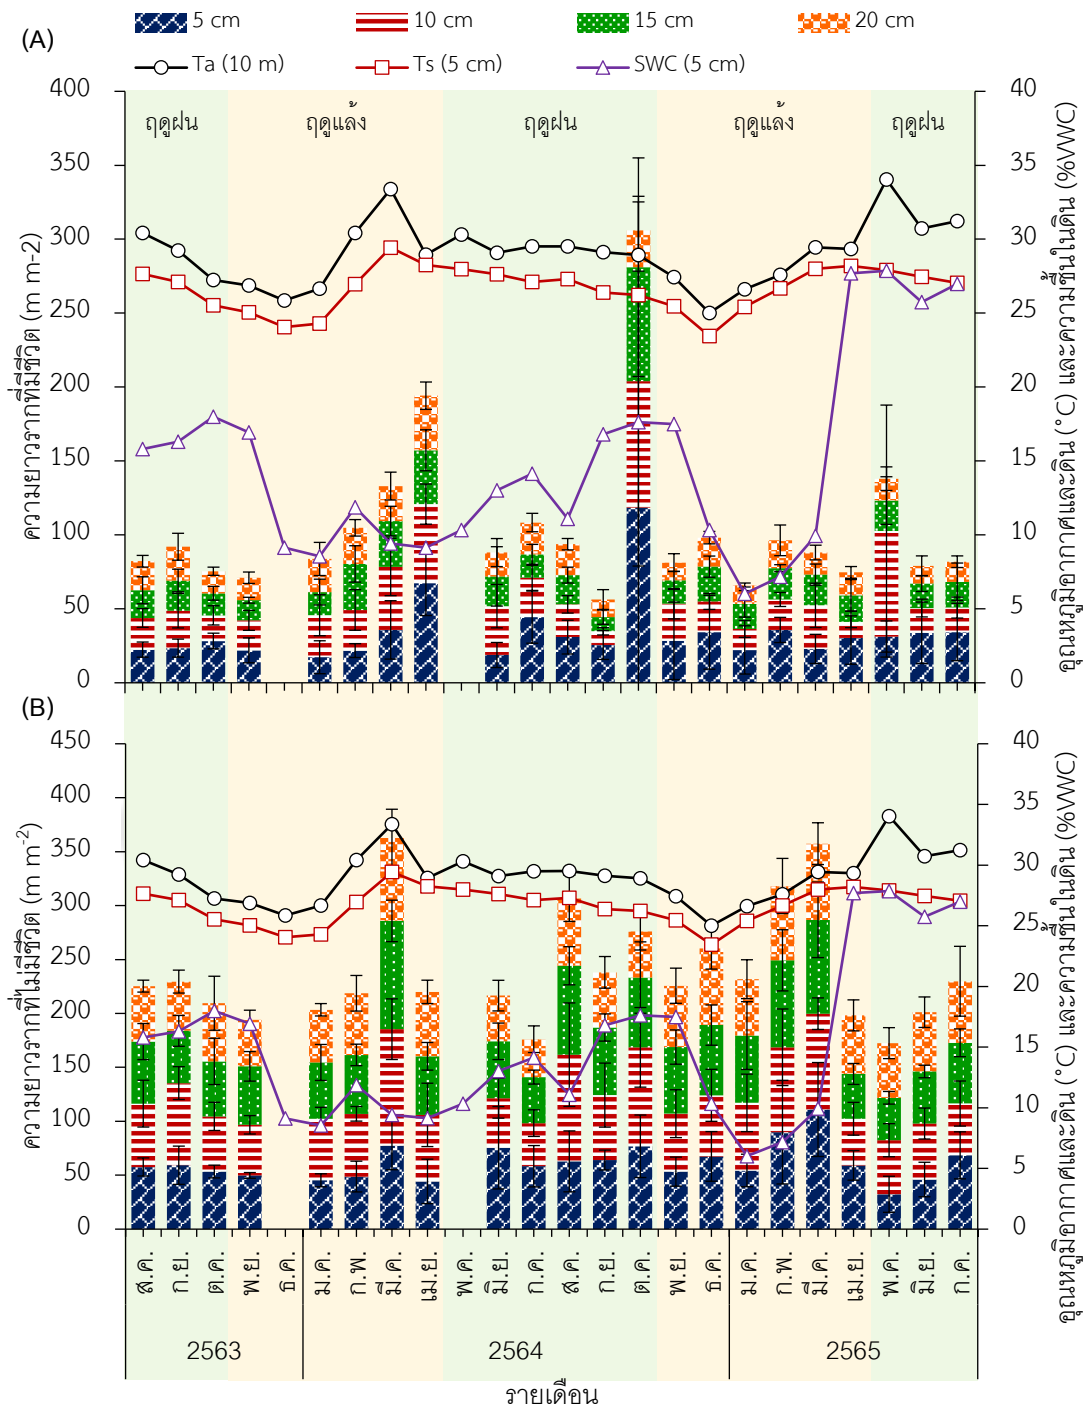 5 cm 10 cm 15 cm 20 cm
(A)
Ta (10 m) Ts (5 cm) SWC (5 cm)
ฤดูฝน ฤดูแล้ง ฤดูฝน ฤดูแล้ง ฤดูฝน
400 40
350 35
300 30
250 25
200 20
150 15
100 10
50 5
0 0
ความยาวรากที่มีชีวิต (m m-2)
อุณหภูมิอากาศและดิน (°C) และความชื้นในดิน (%VWC)
(B)
450
400
350
300
250
200
150
100
50
0
40
35
30
25
20
15
10
5
0
ความยาวรากที่ไม่มีชีวิต (m m-2)
อุณหภูมิอากาศและดิน (°C) และความชื้นในดิน (%VWC)
ส.ค. ก.ย. ต.ค. พ.ย. ธ.ค. ม.ค. ก.พ. มี.ค. เม.ย. พ.ค. มิ.ย. ก.ค. ส.ค. ก.ย. ต.ค. พ.ย. ธ.ค. ม.ค. ก.พ. มี.ค. เม.ย. พ.ค. มิ.ย. ก.ค.
2563 2564 2565
รายเดือน